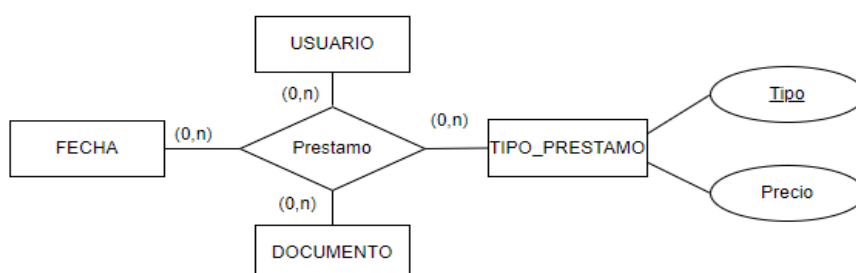 USUARIO
(0,n)
(0,n)
(0,n)
Tipo
FECHA
Prestamo
TIPO_PRESTAMO
(0,n)
Precio
DOCUMENTO